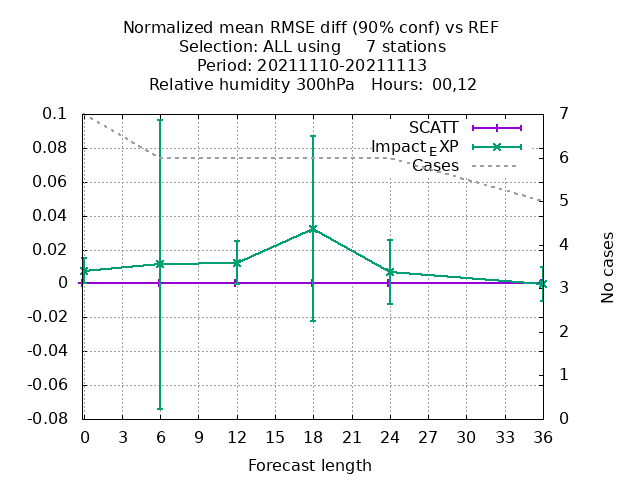 Normalized mean RMSE diff (90% conf) vs REF
Selection: ALL using 7 stations
Period: 20211110-20211113
Relative humidity 300hPa Hours: 00,12
0.1
0.08
0.06
0.04
0.02
0
-0.02
-0.04
-0.06
-0.08
7
6
5
4
3
2
1
0
SCATT
Impact_EXP
Cases
No cases
0 3 6 9 12 15 18 21 24 27 30 33 36
Forecast length